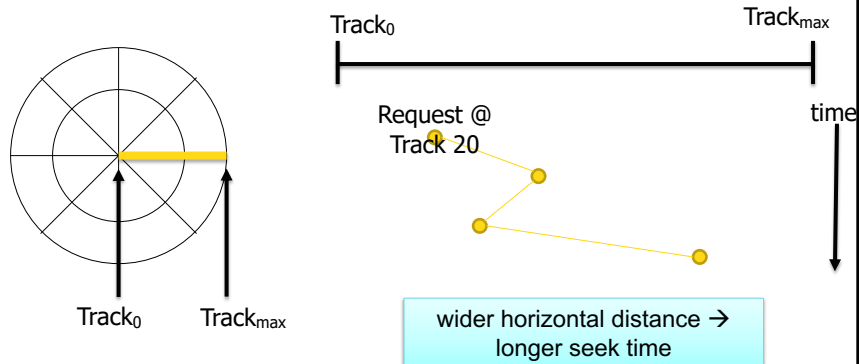 Track₀
Trackmax
Request @
Track 20
time
Track₀
Trackmax
wider horizontal distance →
longer seek time